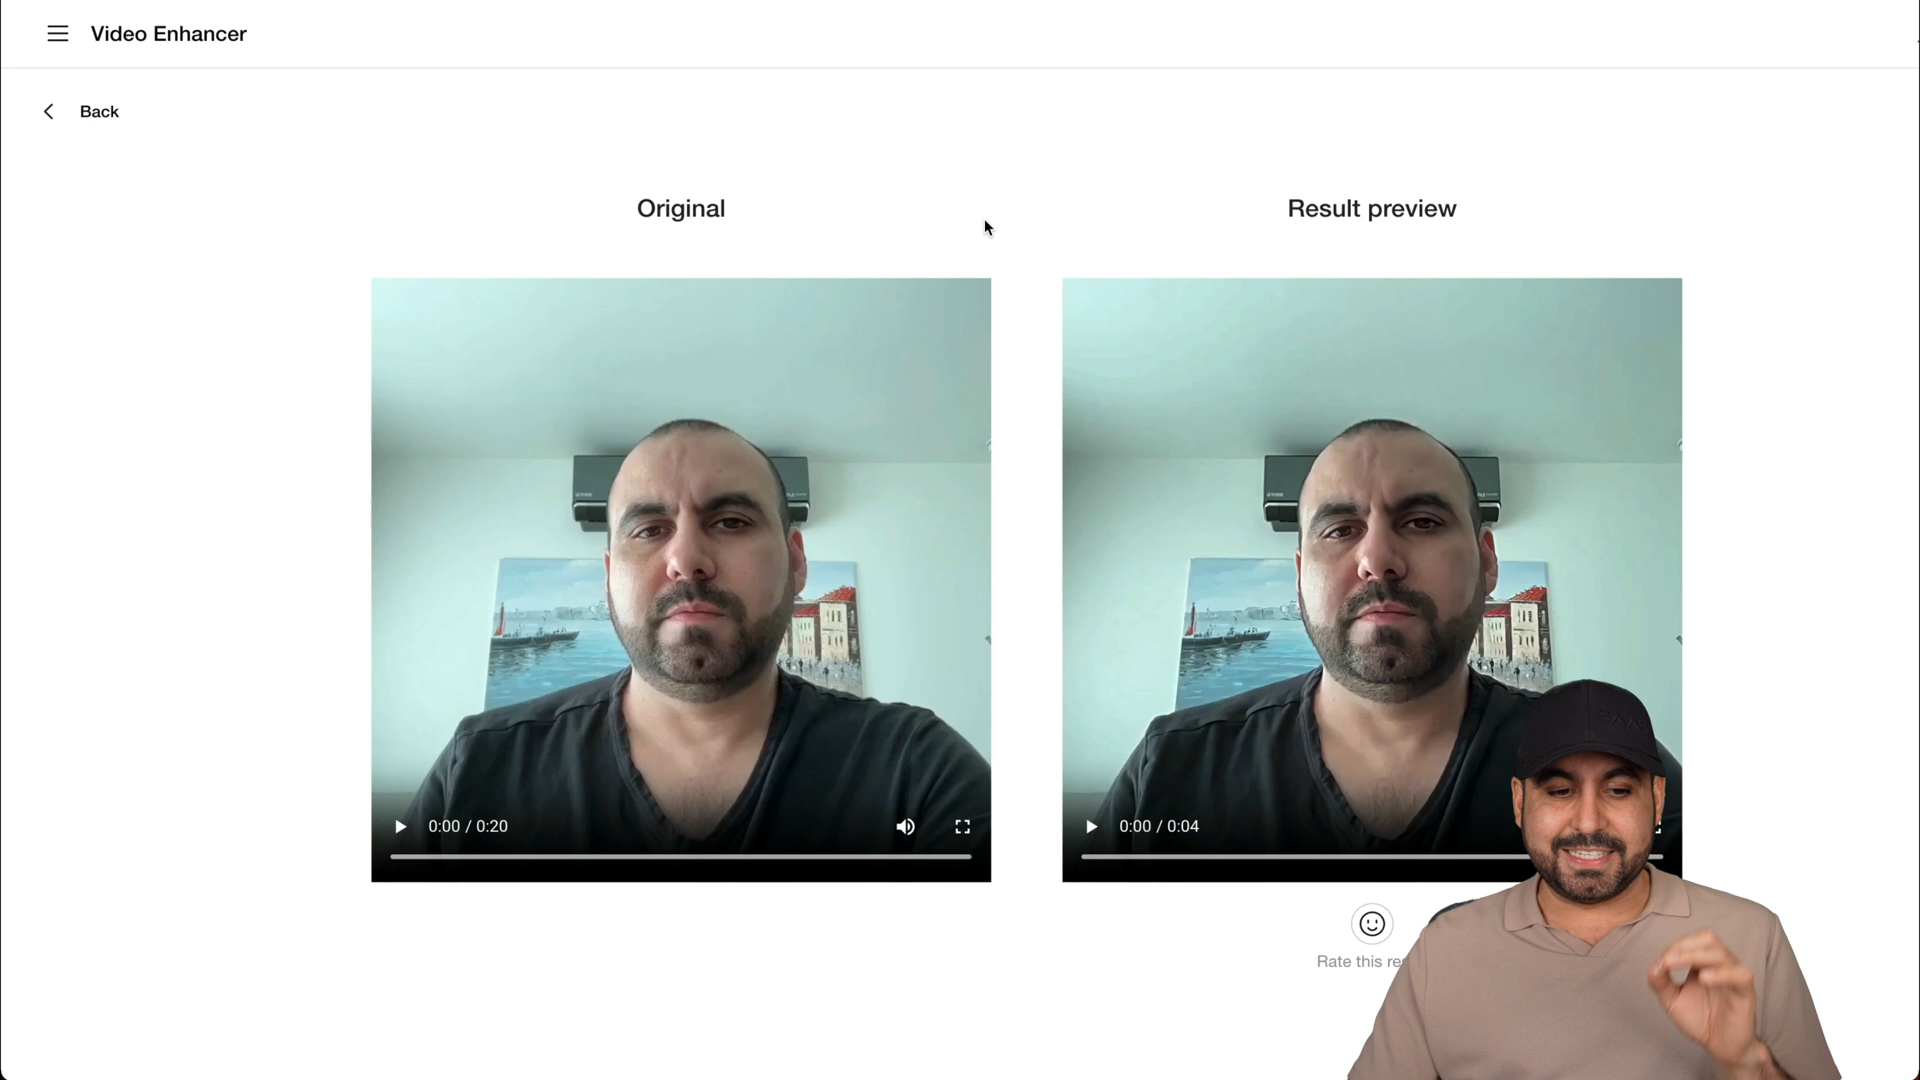 Video Enhancer
Back
Original
Result preview
0:00 / 0:20
0:00 / 0:04
Rate this re